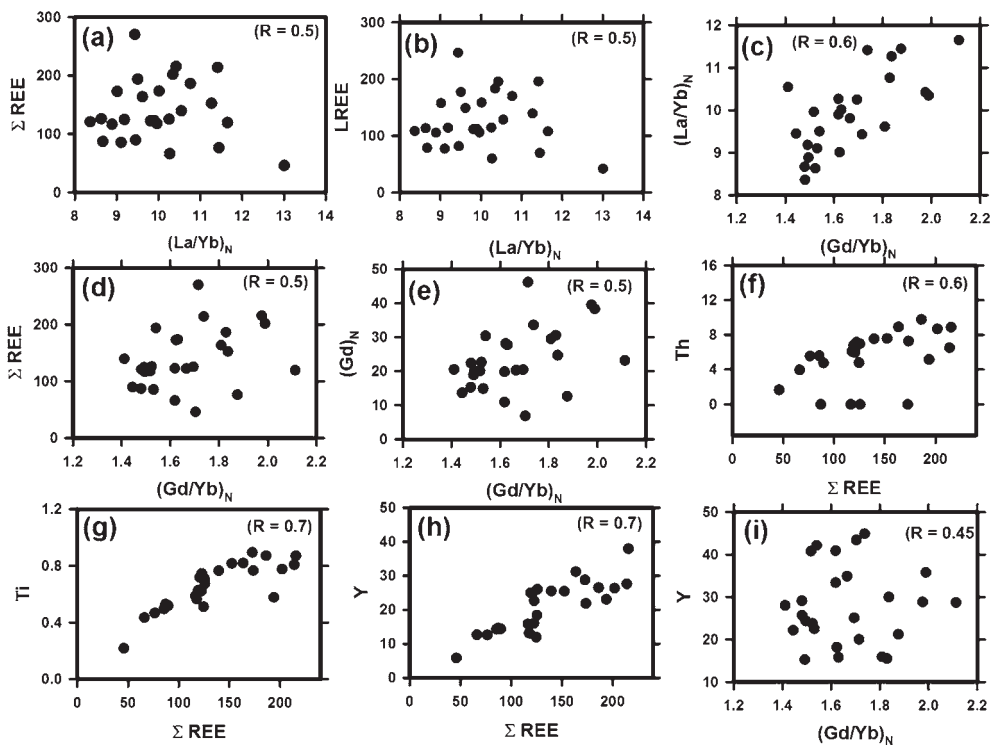 (a) (R = 0.5)
Σ REE
300
200
100
0
8 9 10 11 12 13 14
(La/Yb)N
(b) (R = 0.5)
LREE
300
200
100
0
8 9 10 11 12 13 14
(La/Yb)N
(c) (R = 0.6)
(La/Yb)N
12
11
10
9
8
1.2 1.4 1.6 1.8 2.0 2.2
(Gd/Yb)N
(d) (R = 0.5)
Σ REE
300
200
100
0
1.2 1.4 1.6 1.8 2.0 2.2
(Gd/Yb)N
(e) (R = 0.5)
(Gd)N
50
40
30
20
10
0
1.2 1.4 1.6 1.8 2.0 2.2
(Gd/Yb)N
(f) (R = 0.6)
Th
16
12
8
4
0
0 50 100 150 200
Σ REE
(g) (R = 0.7)
Ti
1.2
0.8
0.4
0.0
0 50 100 150 200
Σ REE
(h) (R = 0.7)
Y
50
40
30
20
10
0
0 50 100 150 200
Σ REE
(i) (R = 0.45
Y
50
40
30
20
10
1.2 1.4 1.6 1.8 2.0 2.2
(Gd/Yb)N